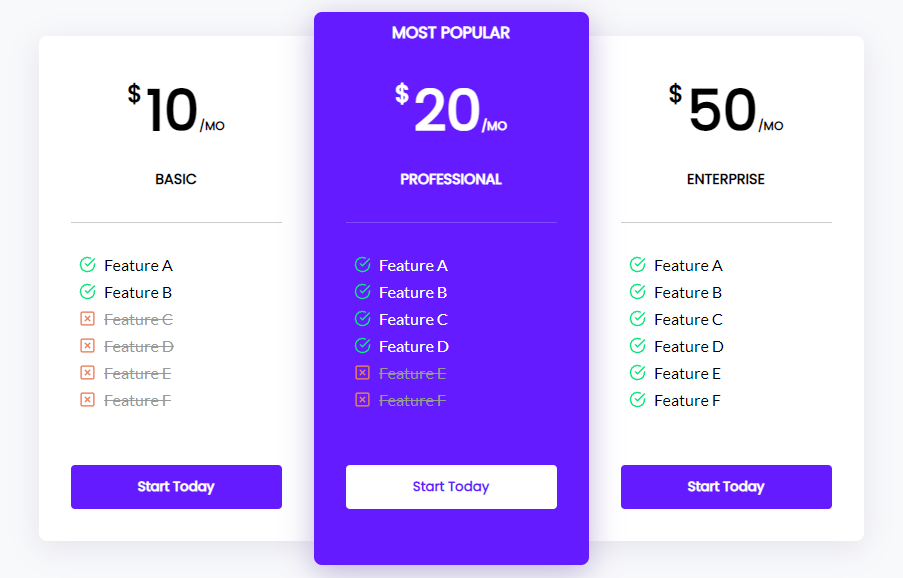 $10/MO
BASIC
Feature A
Feature B
Feature C
Feature D
Feature E
Feature F
Start Today
MOST POPULAR
$20/MO
PROFESSIONAL
Feature A
Feature B
Feature C
Feature D
Feature E
Feature F
Start Today
$50/MO
ENTERPRISE
Feature A
Feature B
Feature C
Feature D
Feature E
Feature F
Start Today